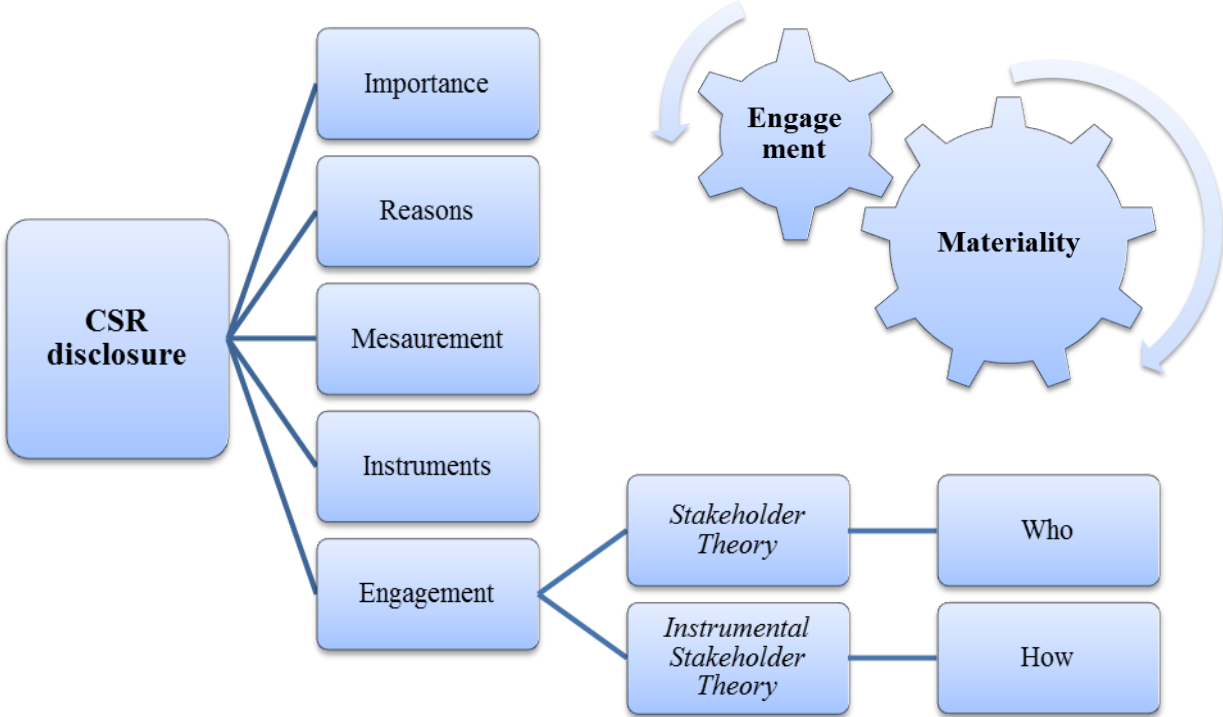 CSR
disclosure
Importance
Reasons
Mesaurement
Instruments
Engagement
Stakeholder
Theory
Who
Instrumental
Stakeholder
Theory
How
Engage
ment
Materiality